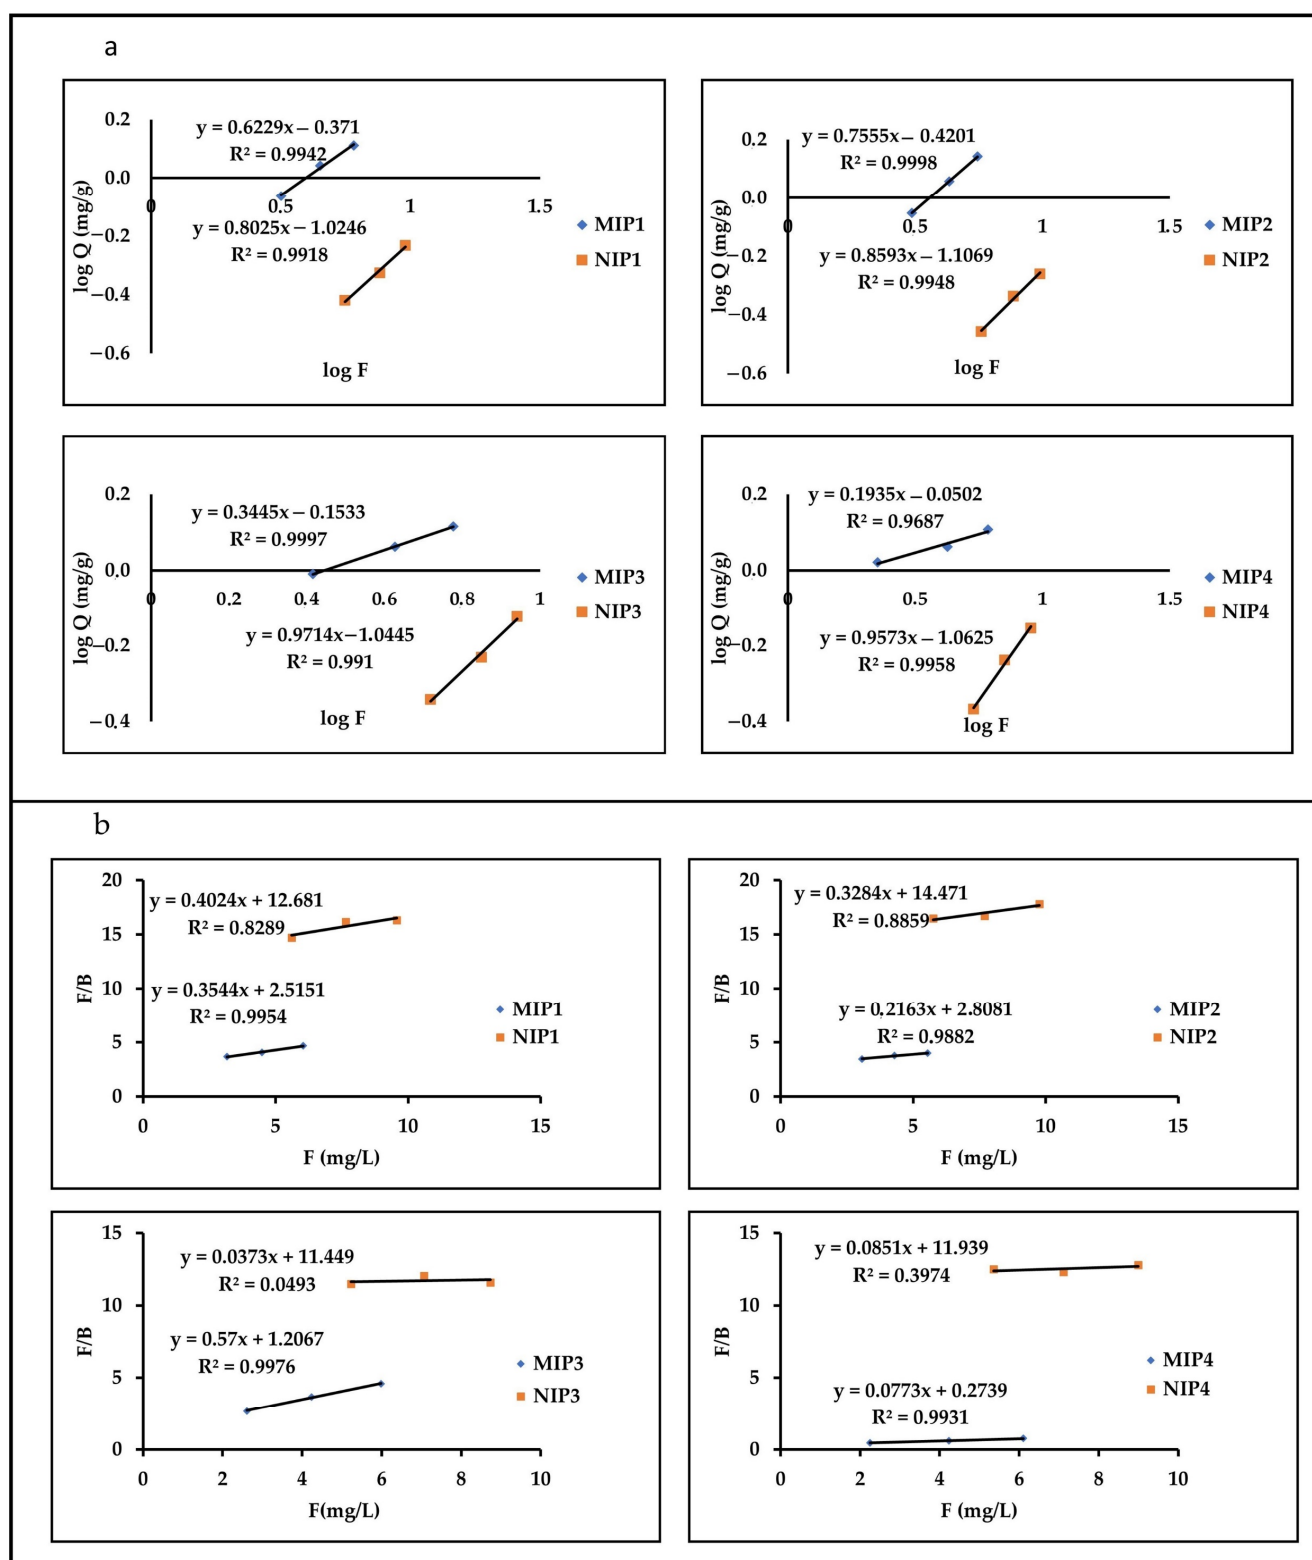 a
0.2
0.0
−0.2
−0.4
−0.6
0
0.5
1
1.5
y = 0.6229x − 0.371
R² = 0.9942
y = 0.8025x − 1.0246
R² = 0.9918
log Q (mg/g)
log F
MIP1
NIP1
0.2
0.0
−0.2
−0.4
−0.6
0
0.5
1
1.5
y = 0.7555x − 0.4201
R² = 0.9998
y = 0.8593x − 1.1069
R² = 0.9948
log Q (mg/g)
log F
MIP2
NIP2
0.2
0.0
−0.2
−0.4
0
0.2
0.4
0.6
0.8
1
y = 0.3445x − 0.1533
R² = 0.9997
y = 0.9714x−1.0445
R² = 0.991
log Q (mg/g)
log F
MIP3
NIP3
0.2
0.0
−0.2
−0.4
0
0.5
1
1.5
y = 0.1935x − 0.0502
R² = 0.9687
y = 0.9573x − 1.0625
R² = 0.9958
log Q (mg/g)
log F
MIP4
NIP4
b
20
15
10
5
0
0
5
10
15
y = 0.4024x + 12.681
R² = 0.8289
y = 0.3544x + 2.5151
R² = 0.9954
F/B
F (mg/L)
MIP1
NIP1
20
15
10
5
0
0
5
10
15
y = 0.3284x + 14.471
R² = 0.8859
y = 0.2163x + 2.8081
R² = 0.9882
F/B
F (mg/L)
MIP2
NIP2
15
10
5
0
0
2
4
6
8
10
y = 0.0373x + 11.449
R² = 0.0493
y = 0.57x + 1.2067
R² = 0.9976
F/B
F(mg/L)
MIP3
NIP3
15
10
5
0
0
2
4
6
8
10
y = 0.0851x + 11.939
R² = 0.3974
y = 0.0773x + 0.2739
R² = 0.9931
F/B
F (mg/L)
MIP4
NIP4